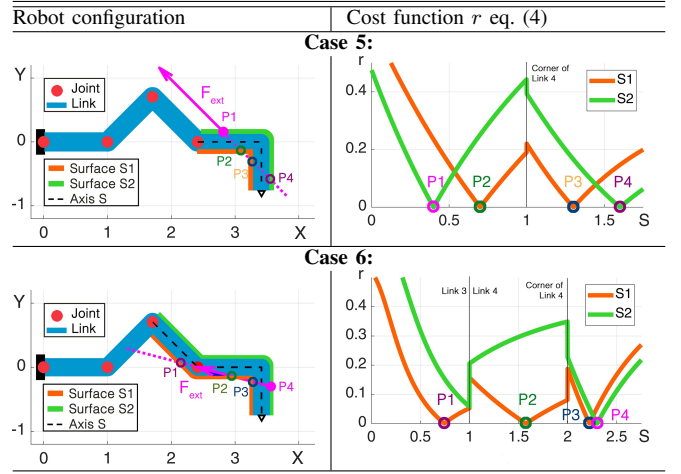 Robot configuration
Cost function r eq. (4)
Case 5:
Y
0
-1
0
1
2
3
X
Joint
Link
Surface S1
Surface S2
Axis S
F_ext
P1
P2
P3
P4
r
0.4
0.2
0
0
0.5
1
1.5
S
Corner of
Link 4
S1
S2
P1
P2
P3
P4
Case 6:
Y
0
-1
0
1
2
3
X
Joint
Link
Surface S1
Surface S2
Axis S
P1
F_ext
P2
P3
P4
r
0.4
0.3
0.2
0.1
0
0
0.5
1
1.5
2
2.5
S
Link 3
Link 4
Corner of
Link 4
S1
S2
P1
P2
P3
P4